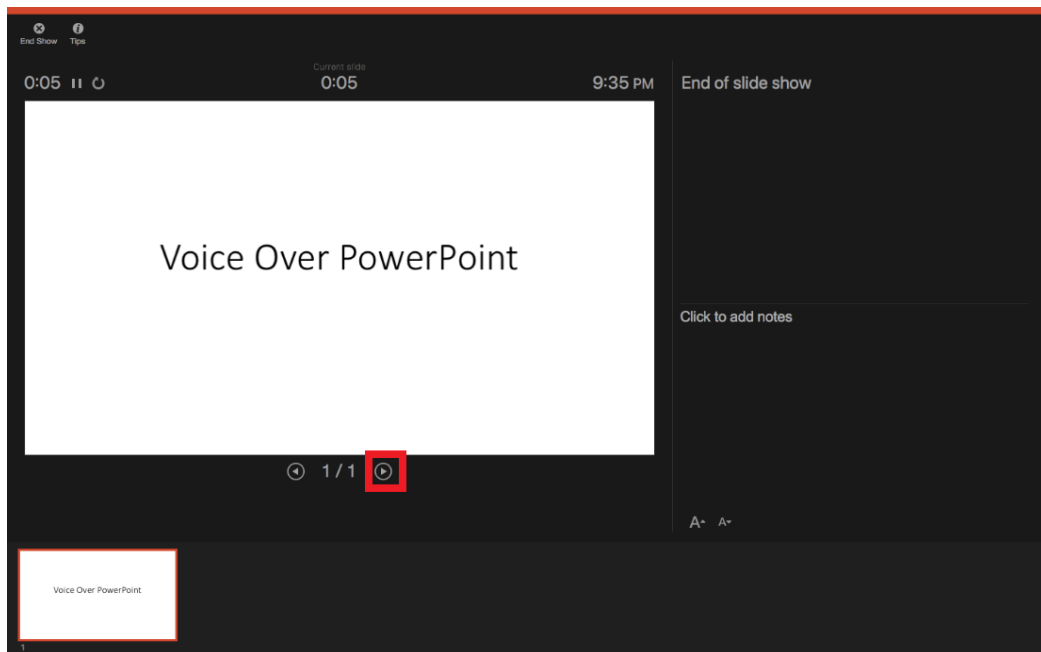 End Show Tips
Current slide
0:05 0:05 9:35 PM
Voice Over PowerPoint
1 / 1
End of slide show
Click to add notes
A A
Voice Over PowerPoint
1